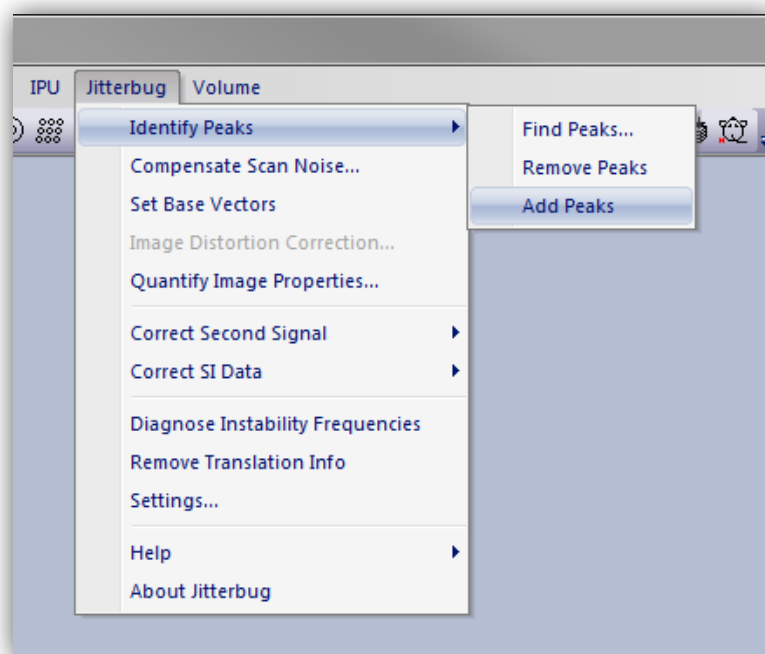 IPU Jitterbug Volume
Identify Peaks
Compensate Scan Noise...
Set Base Vectors
Image Distortion Correction...
Quantify Image Properties...
Correct Second Signal
Correct SI Data
Diagnose Instability Frequencies
Remove Translation Info
Settings...
Help
About Jitterbug
Find Peaks...
Remove Peaks
Add Peaks